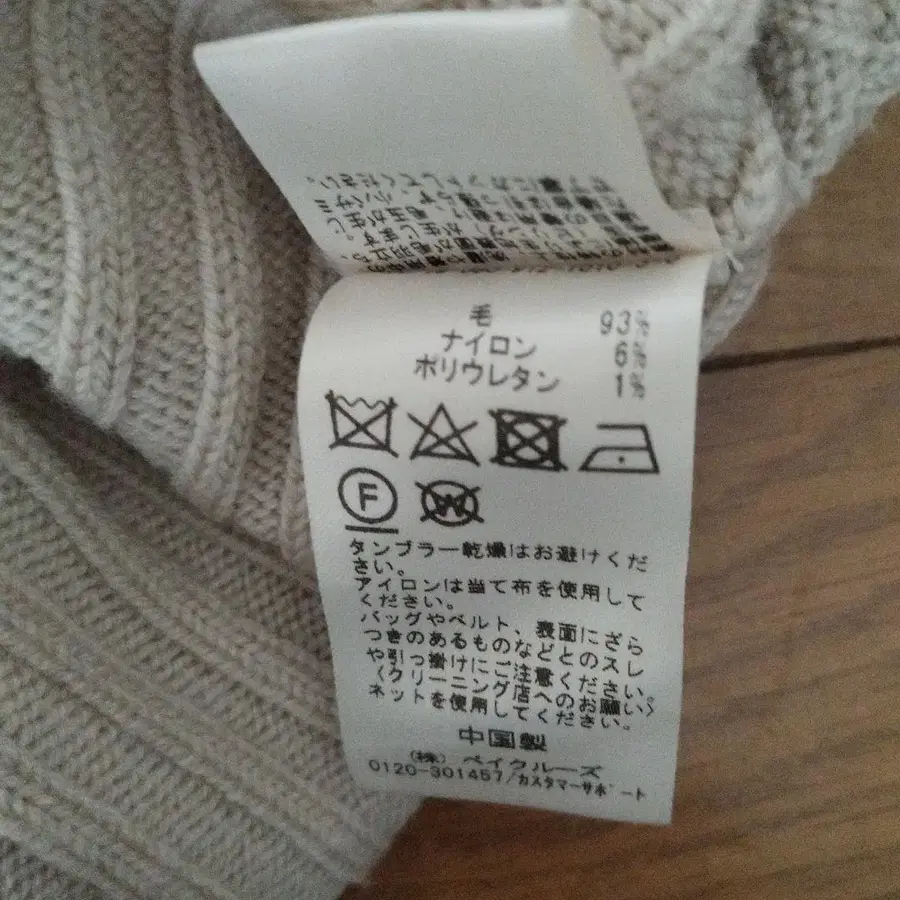 毛 93%
ナイロン 6%
ポリウレタン 1%
F
W
タンブラー乾燥はお避けくだ
さい。
アイロンは当て布を使用して
ください。
バッグやベルト、表面にざら
つきのあるものなどとのスレ
や引っ掛けにご注意ください。
〈クリーニング店へのお願い〉
ネットを使用してください。
中国製
(株) ベイクルーズ
0120-301457/カスタマーサポート